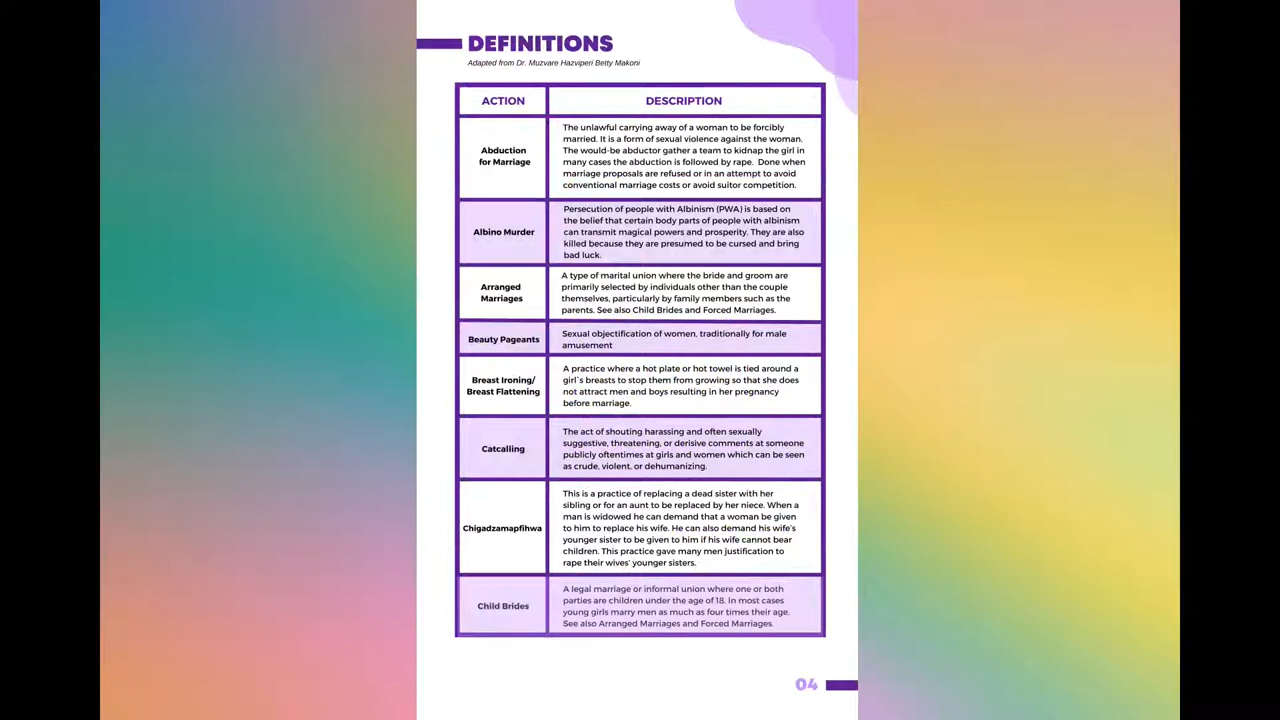 DEFINITIONS
Adapted from Dr. Muzvare Hazviperi Betty Makoni
ACTION
DESCRIPTION
Abduction
for Marriage
The unlawful carrying away of a woman to be forcibly
married. It is a form of sexual violence against the woman.
The would-be abductor gather a team to kidnap the girl in
many cases the abduction is followed by rape. Done when
marriage proposals are refused or in an attempt to avoid
conventional marriage costs or avoid suitor competition.
Albino Murder
Persecution of people with Albinism (PWA) is based on
the belief that certain body parts of people with albinism
can transmit magical powers and prosperity. They are also
killed because they are presumed to be cursed and bring
bad luck.
Arranged
Marriages
A type of marital union where the bride and groom are
primarily selected by individuals other than the couple
themselves, particularly by family members such as the
parents. See also Child Brides and Forced Marriages.
Beauty Pageants
Sexual objectification of women, traditionally for male
amusement
Breast Ironing/
Breast Flattening
A practice where a hot plate or hot towel is tied around a
girl`s breasts to stop them from growing so that she does
not attract men and boys resulting in her pregnancy
before marriage.
Catcalling
The act of shouting harassing and often sexually
suggestive, threatening, or derisive comments at someone
publicly oftentimes at girls and women which can be seen
as crude, violent, or dehumanizing.
Chigadzamapfihwa
This is a practice of replacing a dead sister with her
sibling or for an aunt to be replaced by her niece. When a
man is widowed he can demand that a woman be given
to him to replace his wife. He can also demand his wife's
younger sister to be given to him if his wife cannot bear
children. This practice gave many men justification to
rape their wives' younger sisters.
Child Brides
A legal marriage or informal union where one or both
parties are children under the age of 18. In most cases
young girls marry men as much as four times their age.
See also Arranged Marriages and Forced Marriages.
04